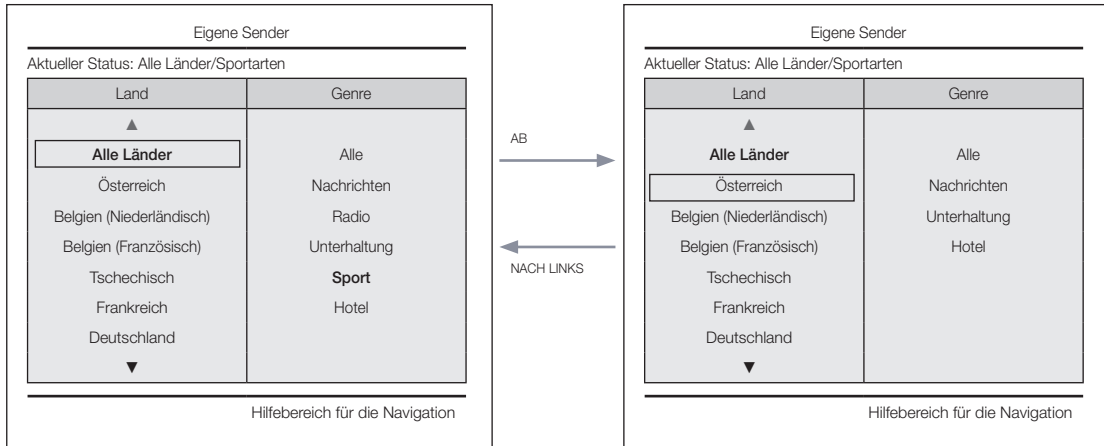 Eigene Sender
Aktueller Status: Alle Länder/Sportarten
Land Genre
▲
Alle Länder Alle
Österreich Nachrichten
Belgien (Niederländisch) Radio
Belgien (Französisch) Unterhaltung
Tschechisch Sport
Frankreich Hotel
Deutschland
▼
Hilfebereich für die Navigation
AB
NACH LINKS
Eigene Sender
Aktueller Status: Alle Länder/Sportarten
Land Genre
▲
Alle Länder Alle
Österreich Nachrichten
Belgien (Niederländisch) Unterhaltung
Belgien (Französisch) Hotel
Tschechisch
Frankreich
Deutschland
▼
Hilfebereich für die Navigation